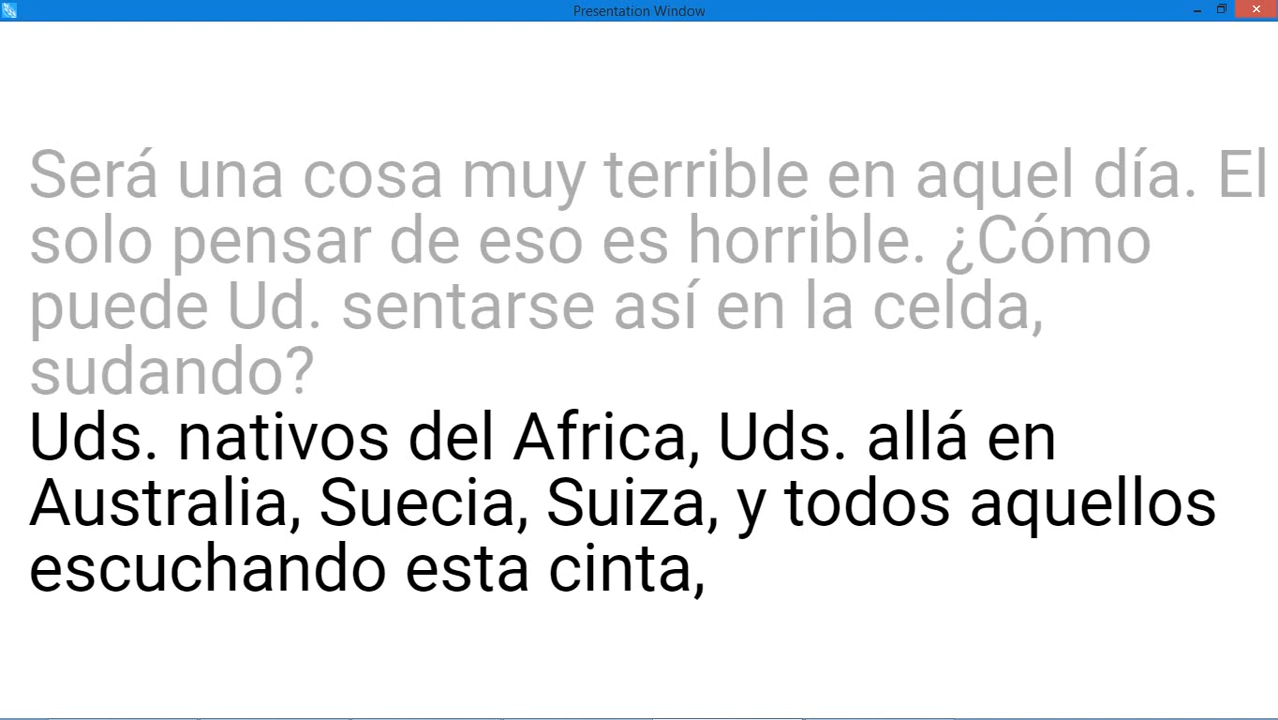 Presentation Window
Será una cosa muy terrible en aquel día. El
solo pensar de eso es horrible. ¿Cómo
puede Ud. sentarse así en la celda,
sudando?
Uds. nativos del Africa, Uds. allá en
Australia, Suecia, Suiza, y todos aquellos
escuchando esta cinta,